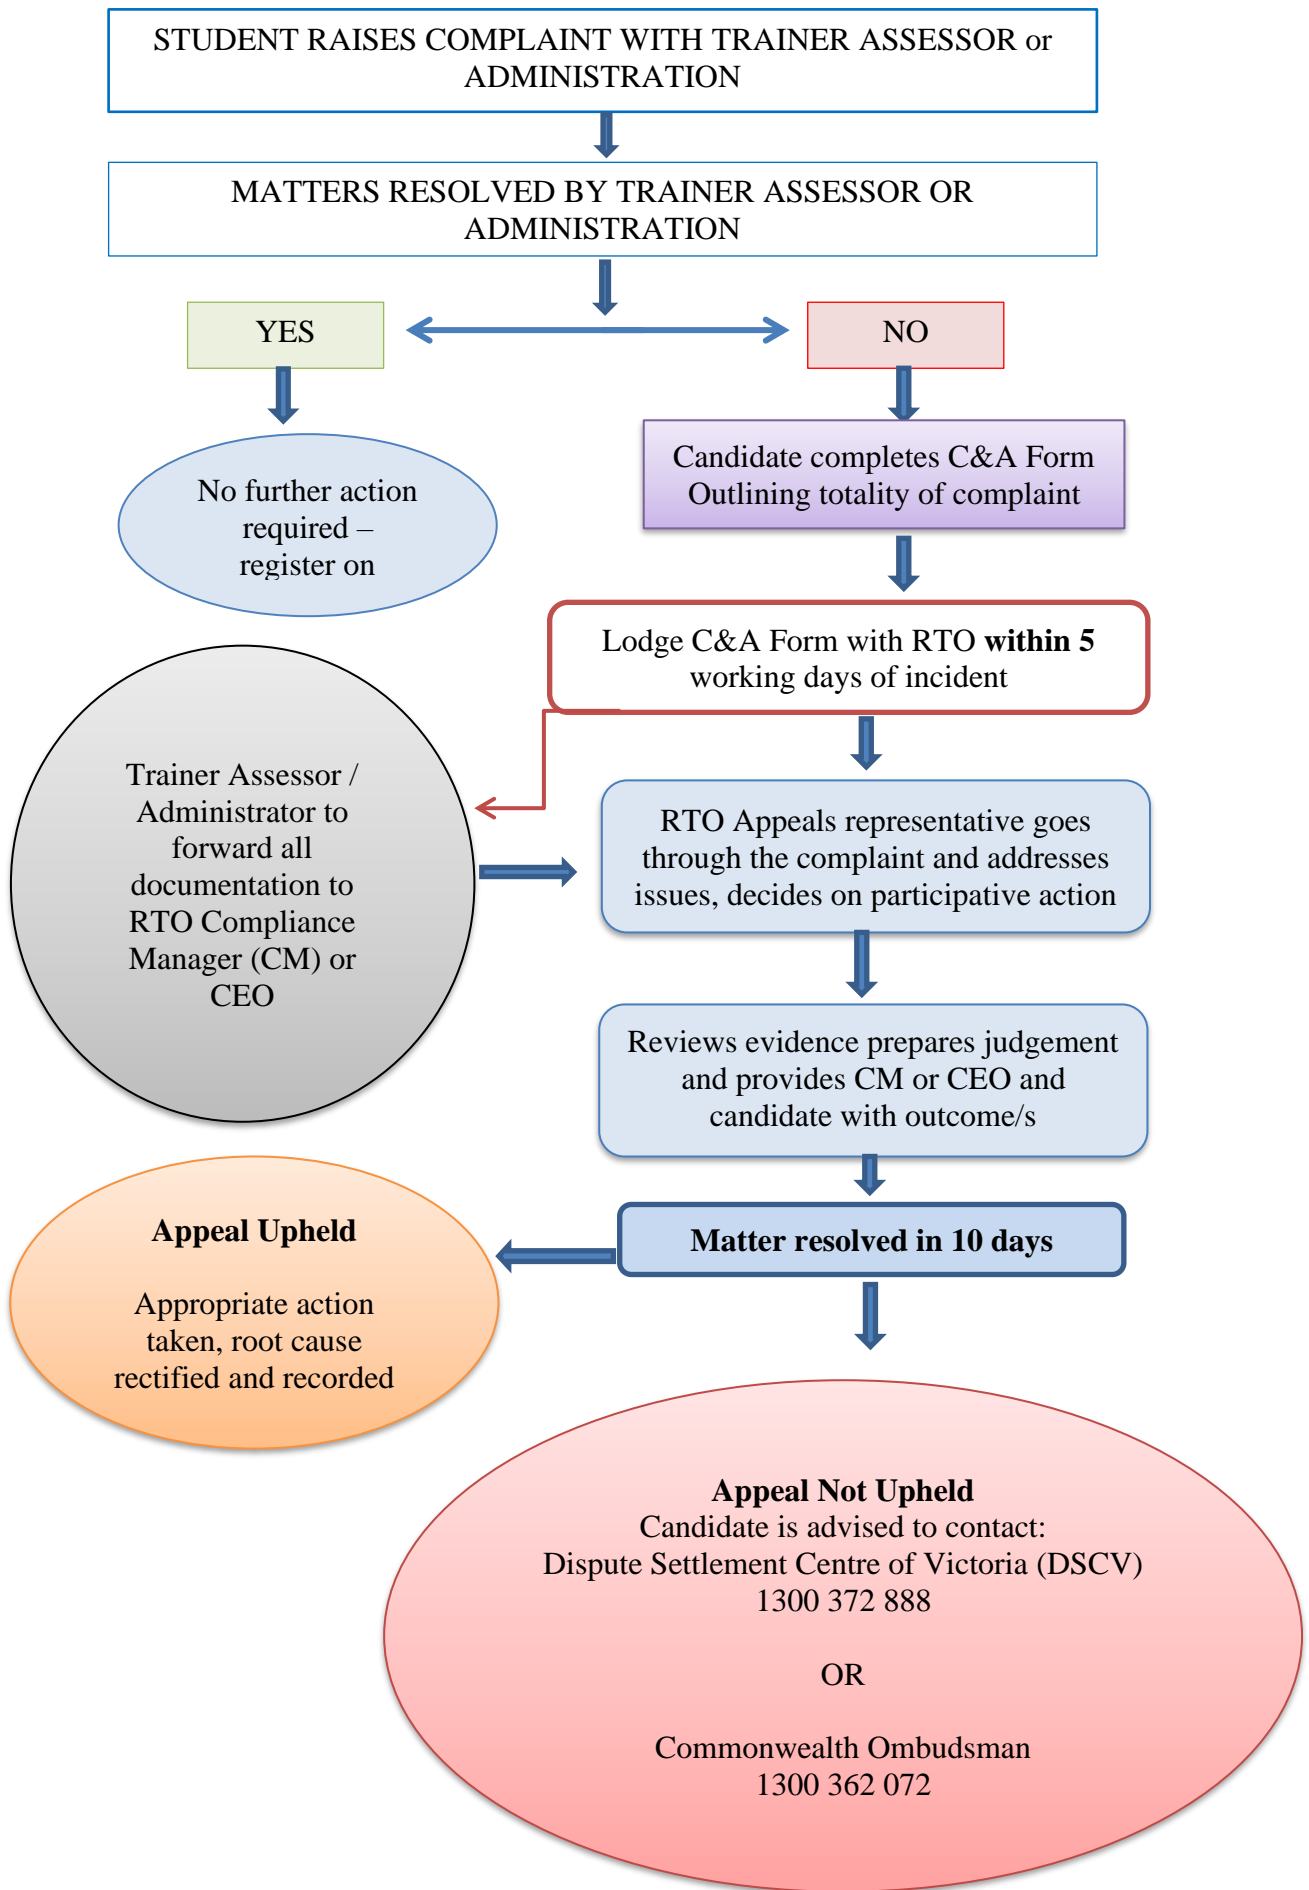 STUDENT RAISES COMPLAINT WITH TRAINER ASSESSOR or
ADMINISTRATION
MATTERS RESOLVED BY TRAINER ASSESSOR OR
ADMINISTRATION
YES
NO
No further action
required –
register on
Candidate completes C&A Form
Outlining totality of complaint
Lodge C&A Form with RTO within 5
working days of incident
Trainer Assessor /
Administrator to
forward all
documentation to
RTO Compliance
Manager (CM) or
CEO
RTO Appeals representative goes
through the complaint and addresses
issues, decides on participative action
Reviews evidence prepares judgement
and provides CM or CEO and
candidate with outcome/s
Matter resolved in 10 days
Appeal Upheld
Appropriate action
taken, root cause
rectified and recorded
Appeal Not Upheld
Candidate is advised to contact:
Dispute Settlement Centre of Victoria (DSCV)
1300 372 888
OR
Commonwealth Ombudsman
1300 362 072